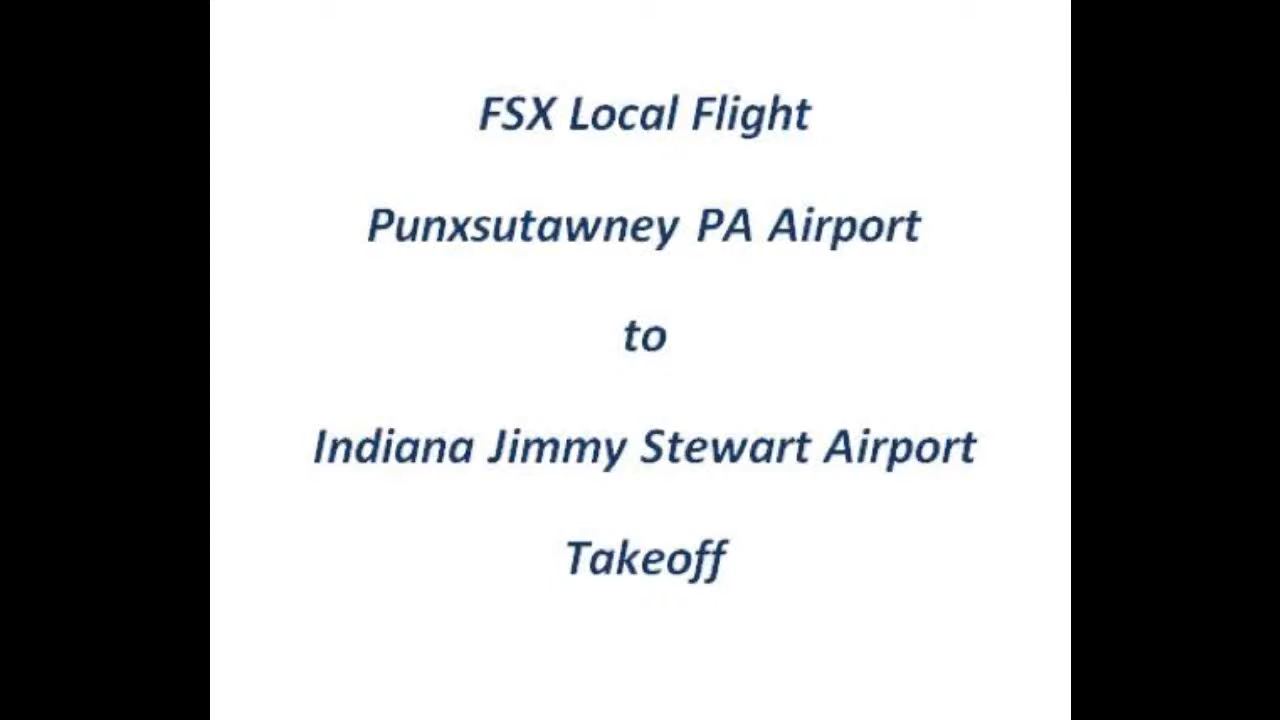 FSX Local Flight
Punxsutawney PA Airport
to
Indiana Jimmy Stewart Airport
Takeoff